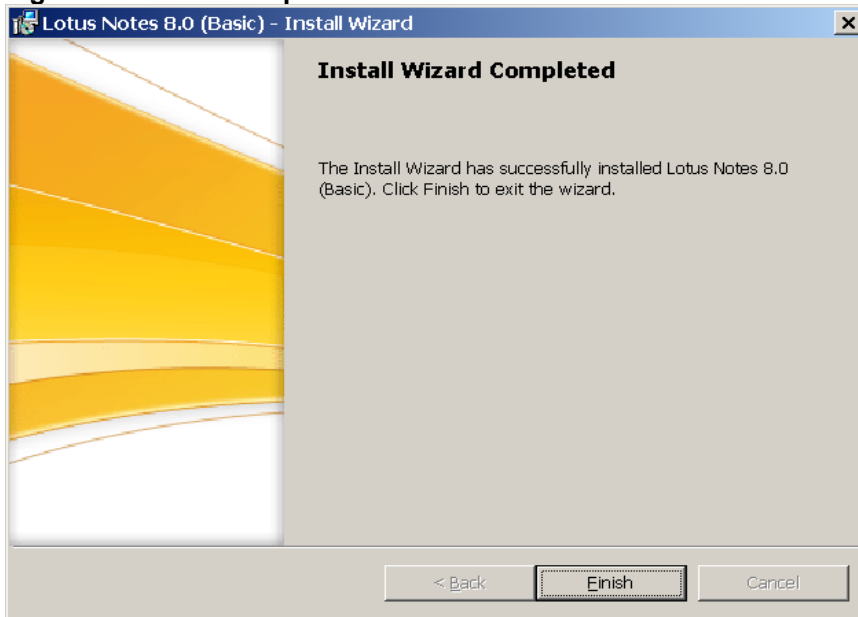 Lotus Notes 8.0 (Basic) - Install Wizard
Install Wizard Completed
The Install Wizard has successfully installed Lotus Notes 8.0
(Basic). Click Finish to exit the wizard.
< Back Finish Cancel